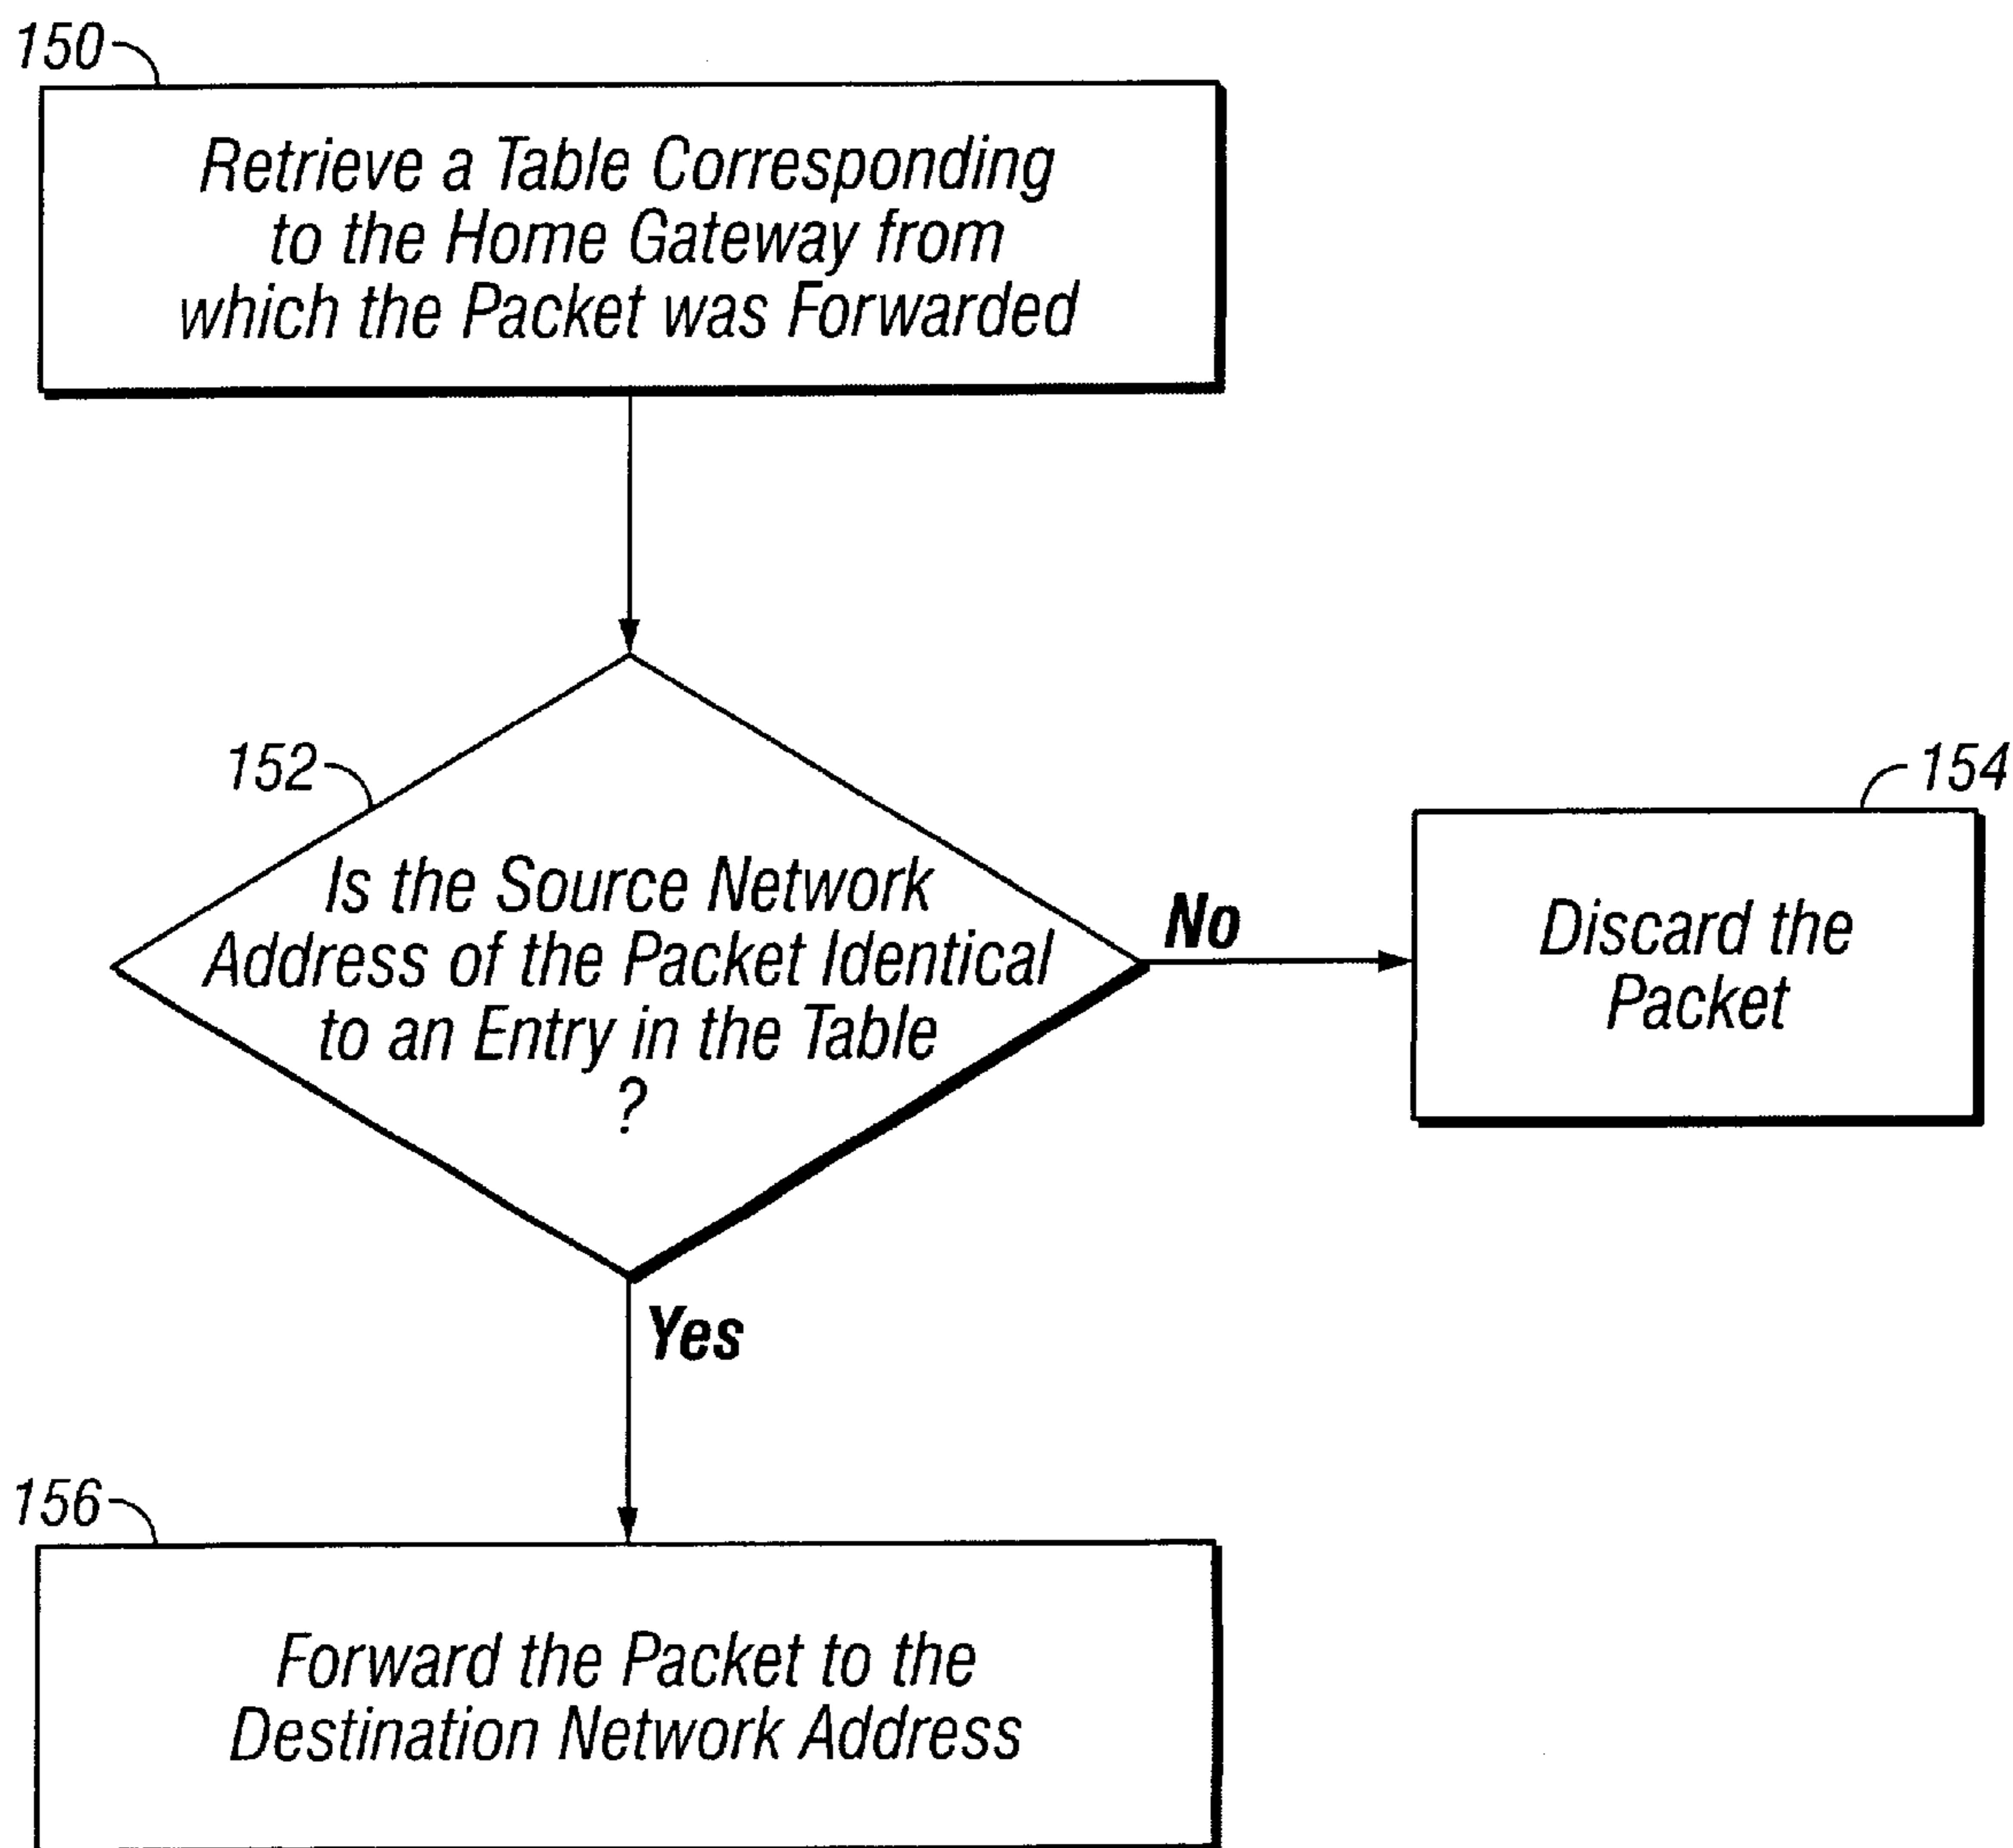 150
Retrieve a Table Corresponding
to the Home Gateway from
which the Packet was Forwarded
152
Is the Source Network
Address of the Packet Identical
to an Entry in the Table
?
No
154
Discard the
Packet
Yes
156
Forward the Packet to the
Destination Network Address